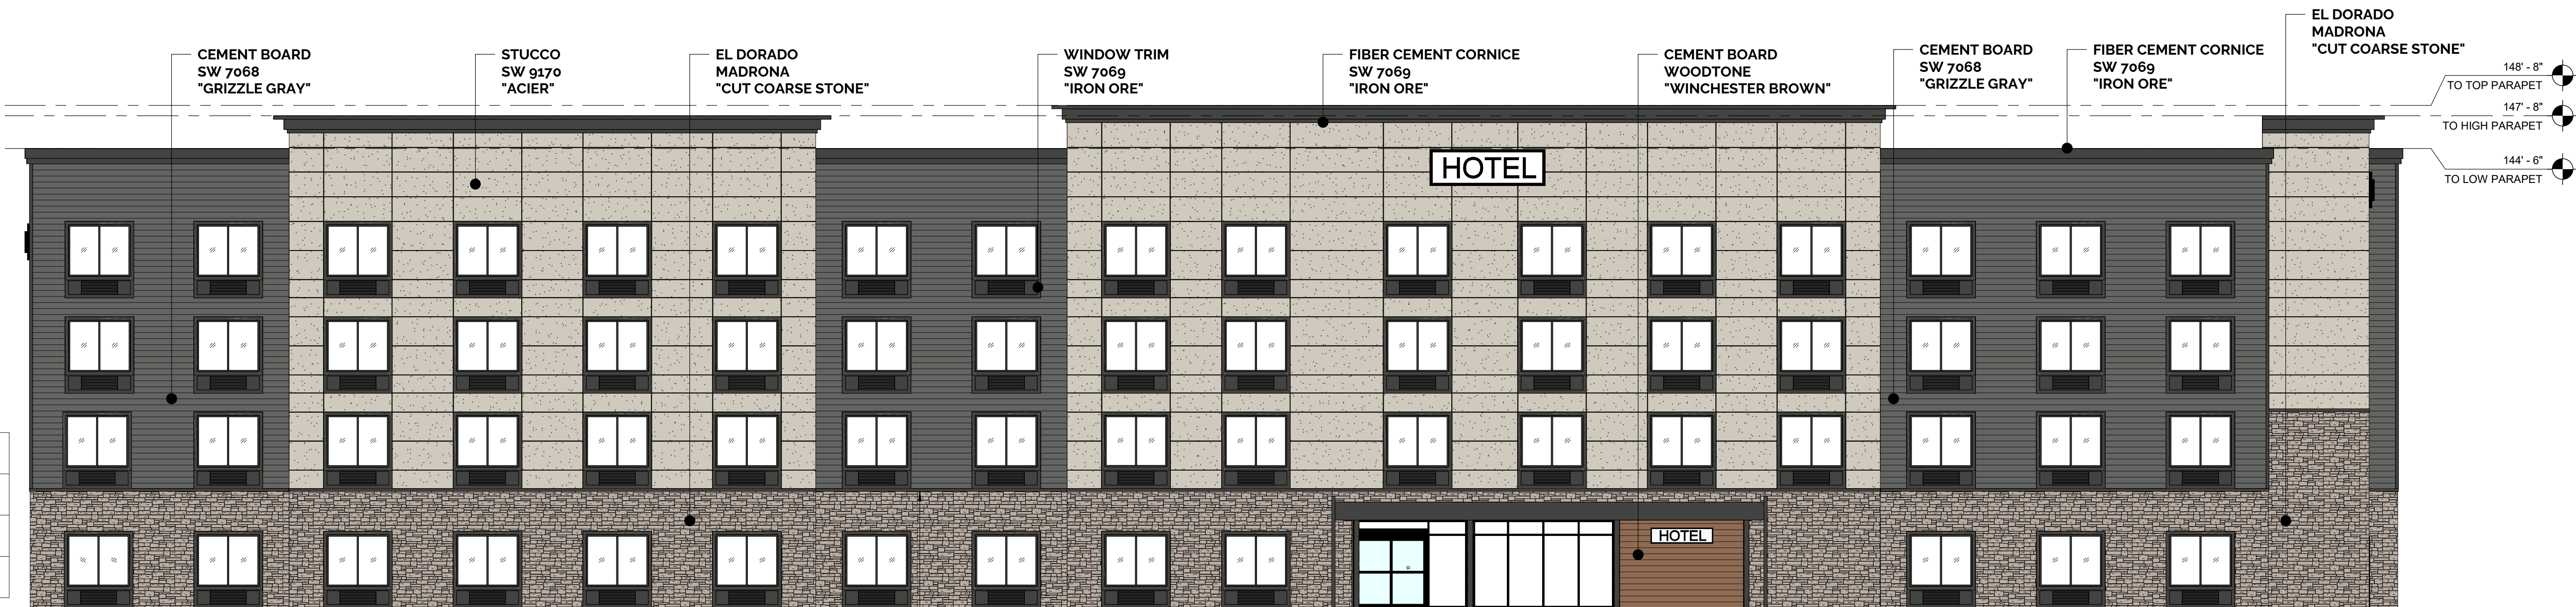 CEMENT BOARD
SW 7068
"GRIZZLE GRAY"
STUCCO
SW 9170
"ACIER"
EL DORADO
MADRONA
"CUT COARSE STONE"
WINDOW TRIM
SW 7069
"IRON ORE"
FIBER CEMENT CORNICE
SW 7069
"IRON ORE"
CEMENT BOARD
WOODTONE
"WINCHESTER BROWN"
CEMENT BOARD
SW 7068
"GRIZZLE GRAY"
FIBER CEMENT CORNICE
SW 7069
"IRON ORE"
EL DORADO
MADRONA
"CUT COARSE STONE"
148' - 8"
TO TOP PARAPET
147' - 8"
TO HIGH PARAPET
144' - 6"
TO LOW PARAPET
HOTEL
HOTEL